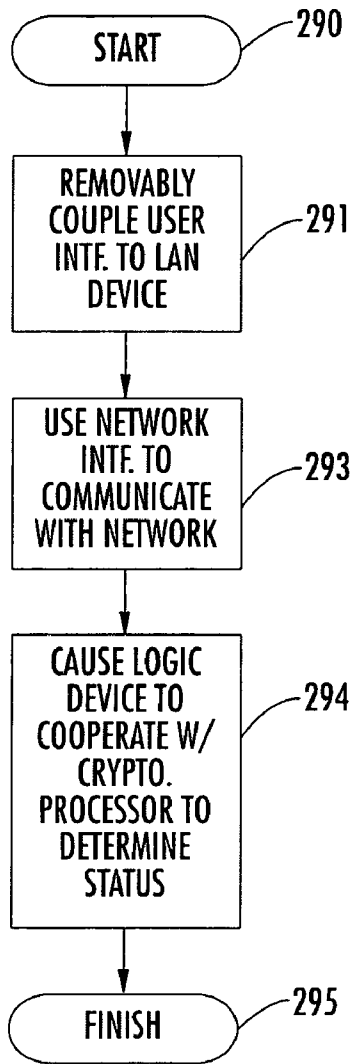 START
290
REMOVABLY
COUPLE USER
INTF. TO LAN
DEVICE
291
USE NETWORK
INTF. TO
COMMUNICATE
WITH NETWORK
293
CAUSE LOGIC
DEVICE TO
COOPERATE W/
CRYPTO.
PROCESSOR TO
DETERMINE
STATUS
294
FINISH
295